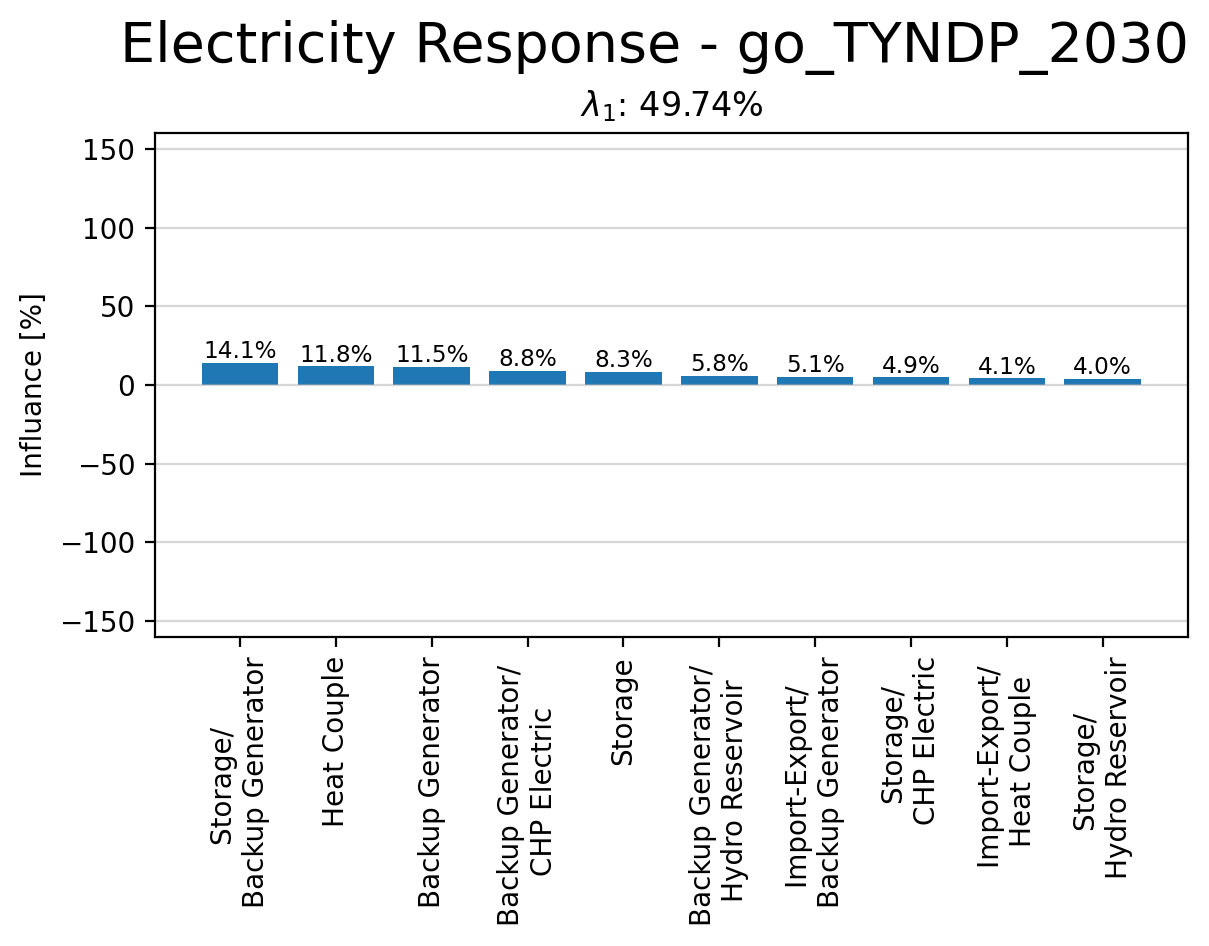 Electricity Response - go_TYNDP_2030
λ1: 49.74%
Influance [%]
150
100
50
0
−50
−100
−150
14.1%
11.8%
11.5%
8.8%
8.3%
5.8%
5.1%
4.9%
4.1%
4.0%
Storage/
Backup Generator
Heat Couple
Backup Generator
Backup Generator/
CHP Electric
Storage
Backup Generator/
Hydro Reservoir
Import-Export/
Backup Generator
Storage/
CHP Electric
Import-Export/
Heat Couple
Storage/
Hydro Reservoir